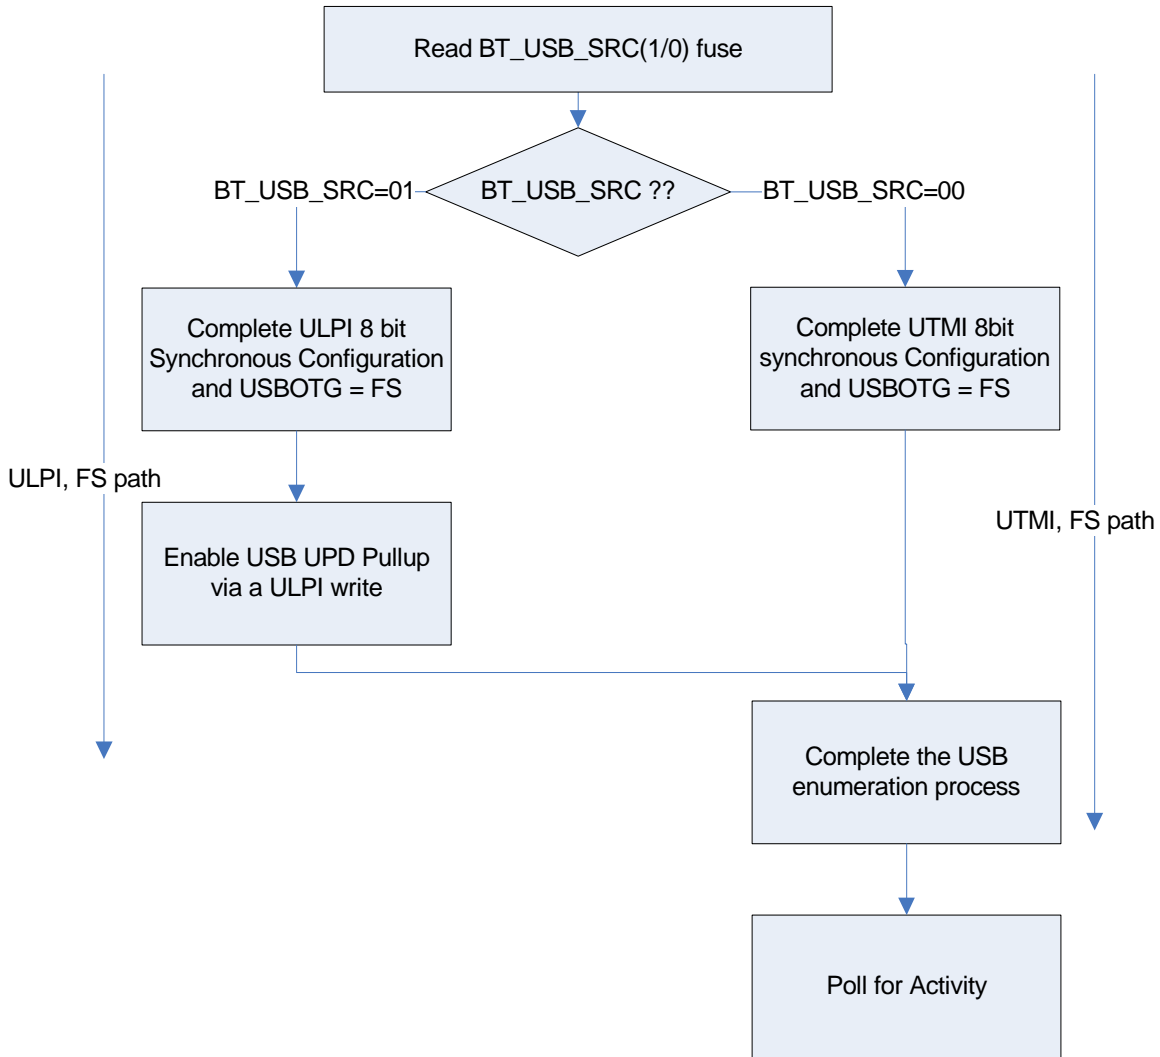 Read BT_USB_SRC(1/0) fuse
BT_USB_SRC=01
BT_USB_SRC ??
BT_USB_SRC=00
Complete ULPI 8 bit
Synchronous Configuration
and USBOTG = FS
Complete UTMI 8bit
synchronous Configuration
and USBOTG = FS
ULPI, FS path
UTMI, FS path
Enable USB UPD Pullup
via a ULPI write
Complete the USB
enumeration process
Poll for Activity